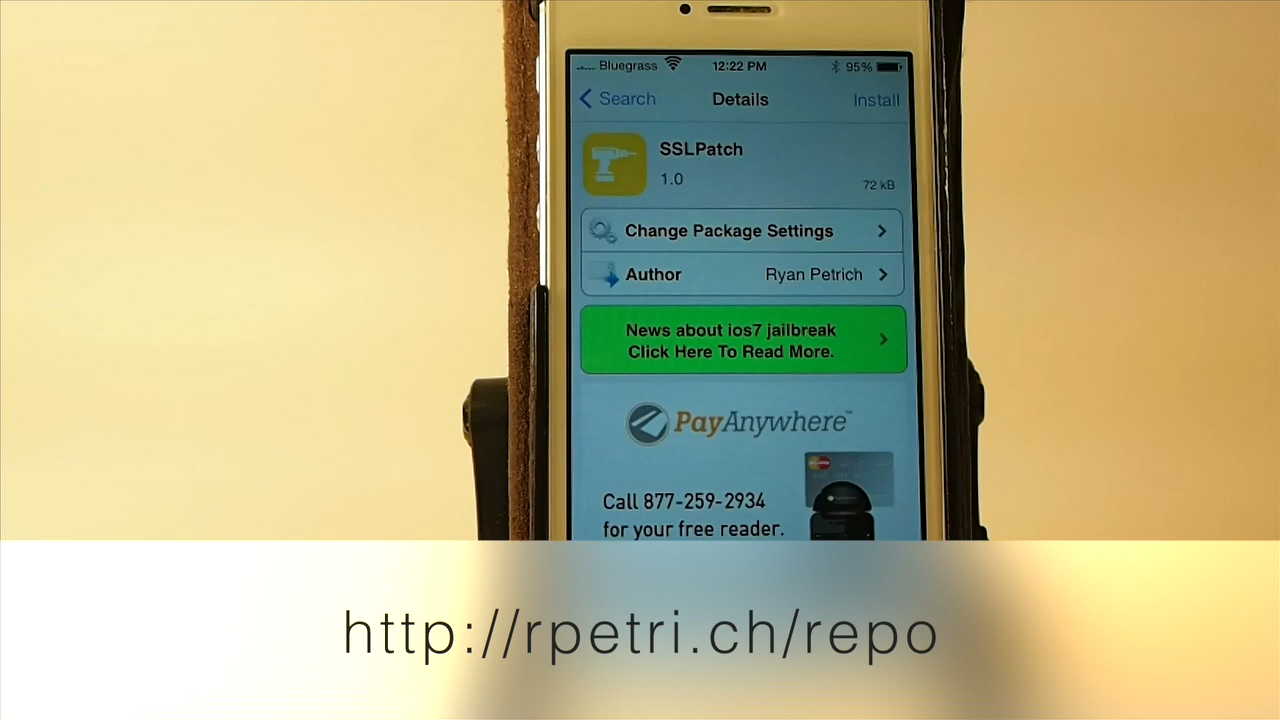 Bluegrass 12:22 PM 95%
Search Details Install
SSLPatch
1.0
72 kB
Change Package Settings
Author Ryan Petrich
News about ios7 jailbreak
Click Here To Read More.
PayAnywhere™
Call 877-259-2934
for your free reader.
http://rpetri.ch/repo